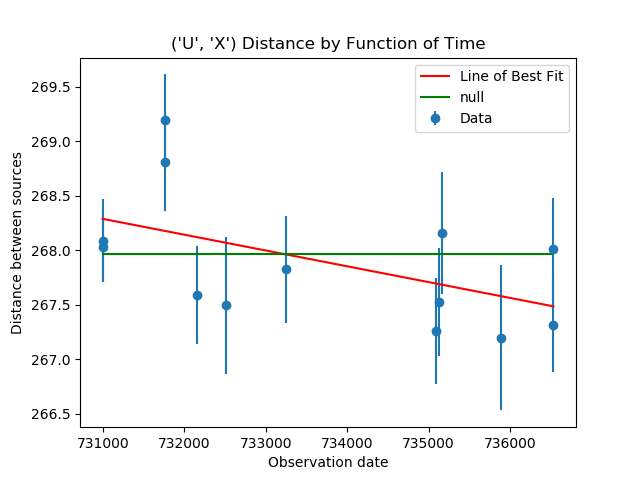 ('U', 'X') Distance by Function of Time
Line of Best Fit
null
Data
Distance between sources
269.5
269.0
268.5
268.0
267.5
267.0
266.5
731000 732000 733000 734000 735000 736000
Observation date